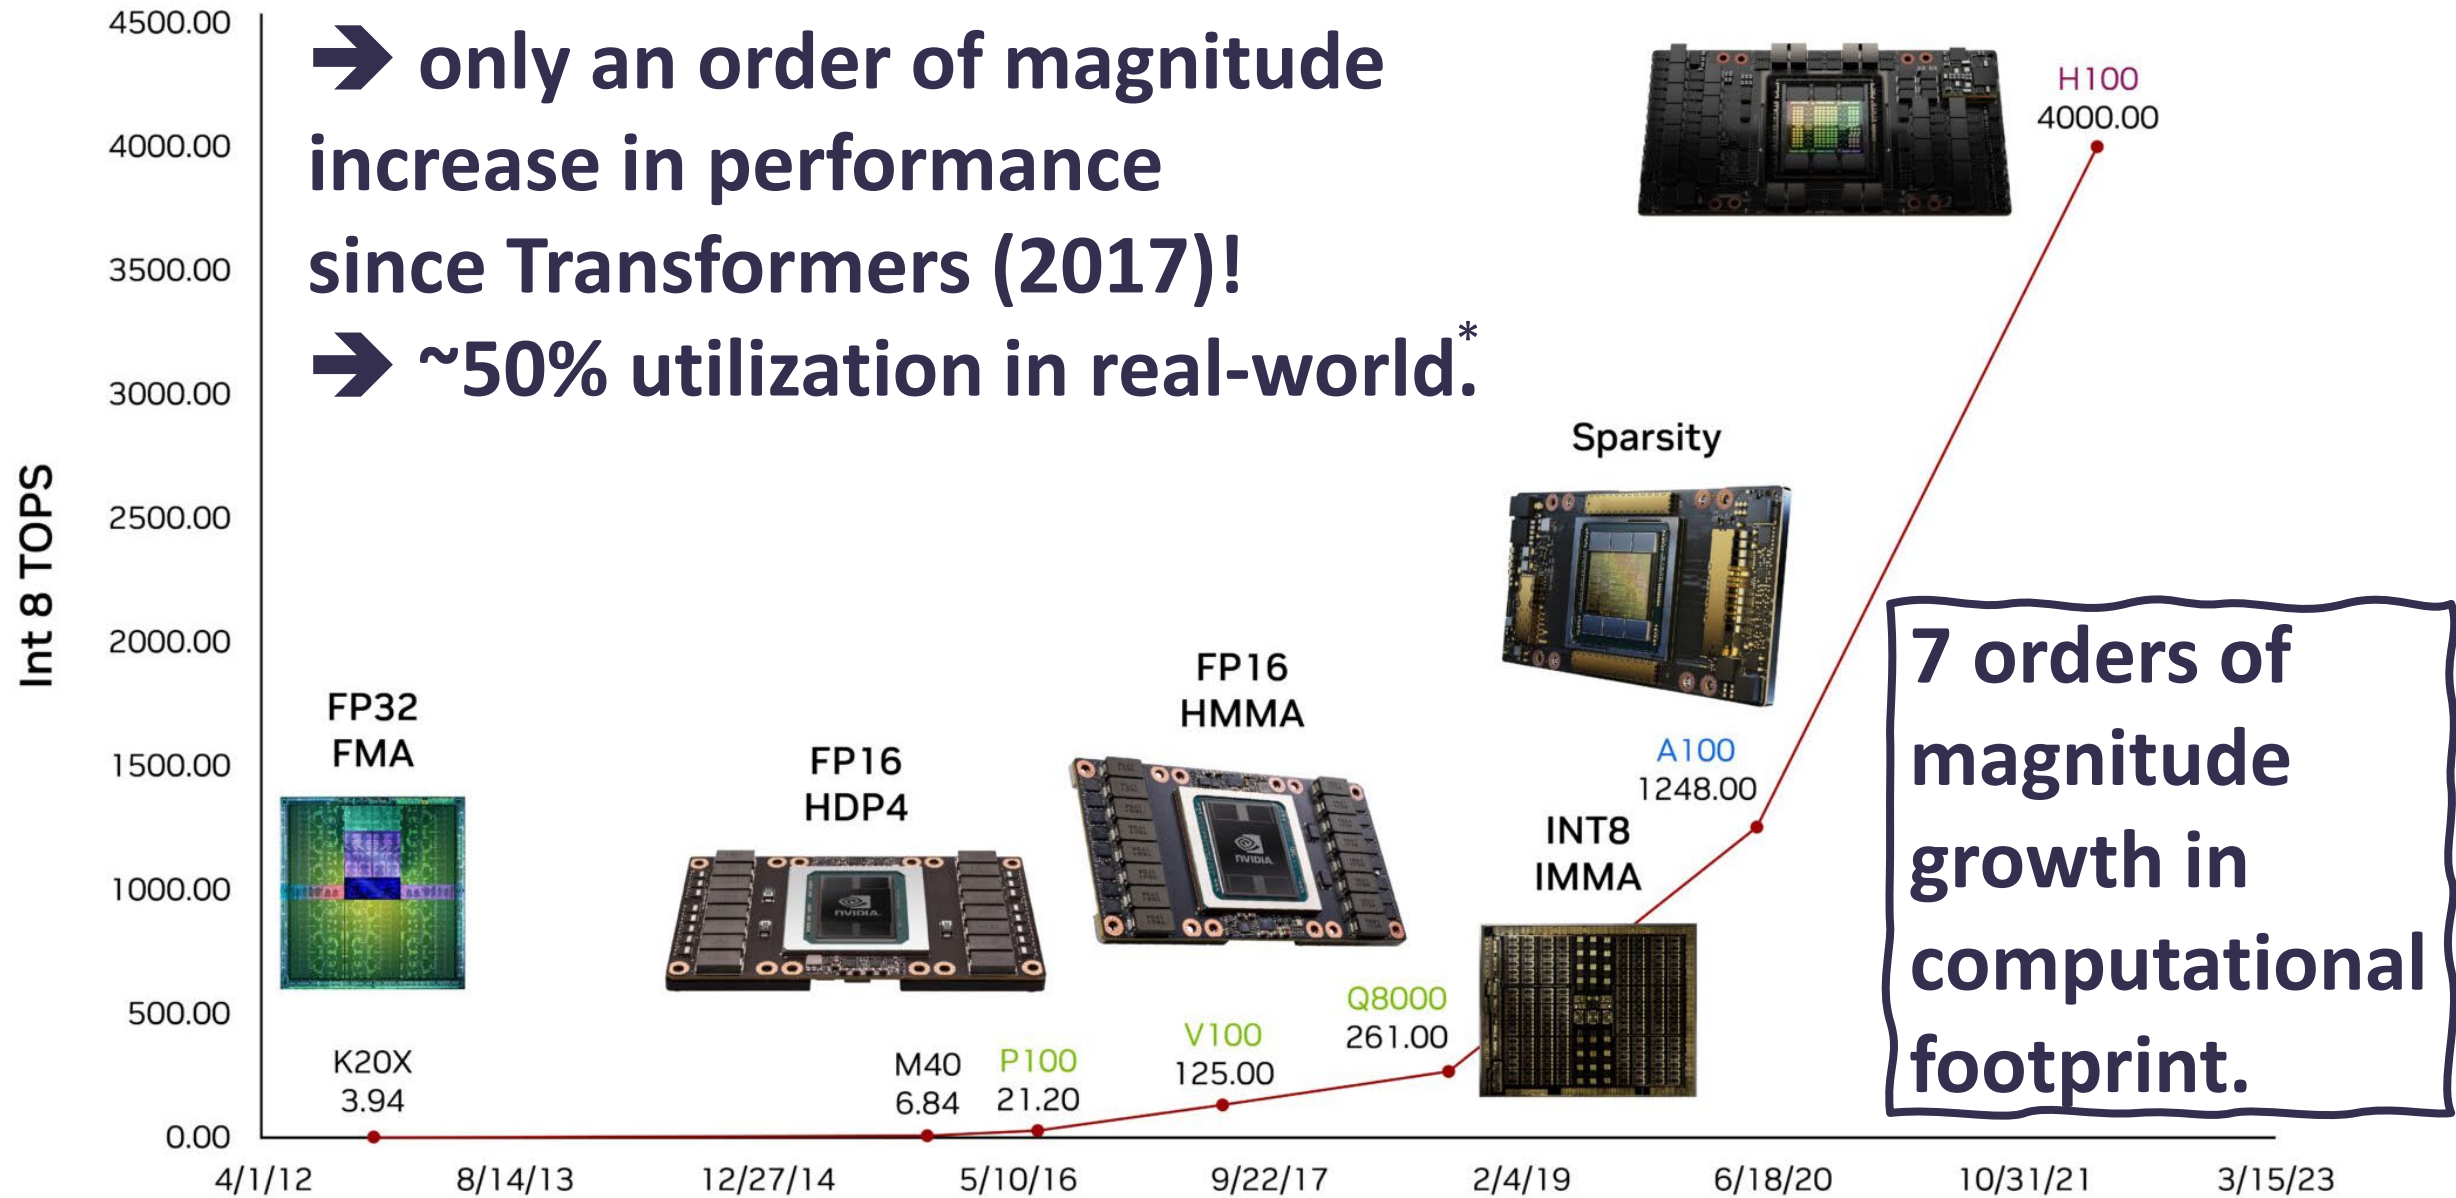 ➔ only an order of magnitude
increase in performance
since Transformers (2017)!
➔ ~50% utilization in real-world.*
4500.00
4000.00
3500.00
3000.00
2500.00
2000.00
1500.00
1000.00
500.00
0.00
Int 8 TOPS
H100
4000.00
Sparsity
A100
1248.00
INT8
IMMA
FP16
HMMA
FP16
HDP4
FP32
FMA
nVIDIA.
nVIDIA
K20X
3.94
M40
6.84
P100
21.20
V100
125.00
Q8000
261.00
7 orders of
magnitude
growth in
computational
footprint.
4/1/12
8/14/13
12/27/14
5/10/16
9/22/17
2/4/19
6/18/20
10/31/21
3/15/23